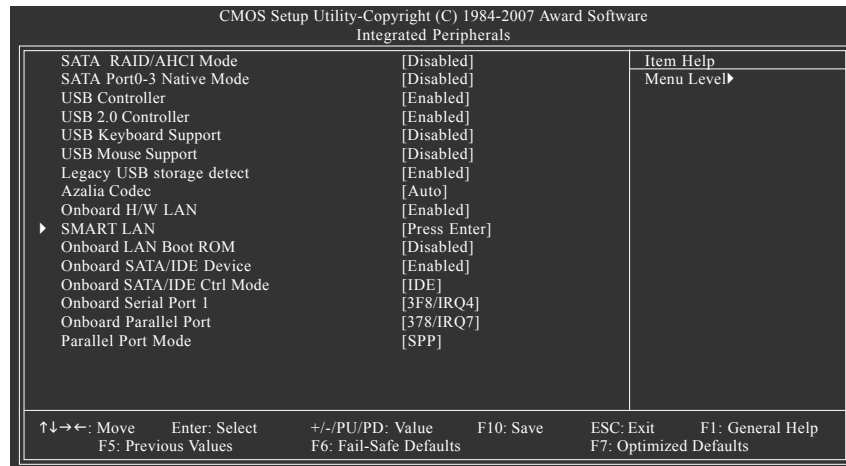 CMOS Setup Utility-Copyright (C) 1984-2007 Award Software
Integrated Peripherals
SATA RAID/AHCI Mode [Disabled] Item Help
SATA Port0-3 Native Mode [Disabled] Menu Level▶
USB Controller [Enabled]
USB 2.0 Controller [Enabled]
USB Keyboard Support [Disabled]
USB Mouse Support [Disabled]
Legacy USB storage detect [Enabled]
Azalia Codec [Auto]
Onboard H/W LAN [Enabled]
▶ SMART LAN [Press Enter]
Onboard LAN Boot ROM [Disabled]
Onboard SATA/IDE Device [Enabled]
Onboard SATA/IDE Ctrl Mode [IDE]
Onboard Serial Port 1 [3F8/IRQ4]
Onboard Parallel Port [378/IRQ7]
Parallel Port Mode [SPP]
↑↓→←: Move Enter: Select +/-/PU/PD: Value F10: Save ESC: Exit F1: General Help
F5: Previous Values F6: Fail-Safe Defaults F7: Optimized Defaults